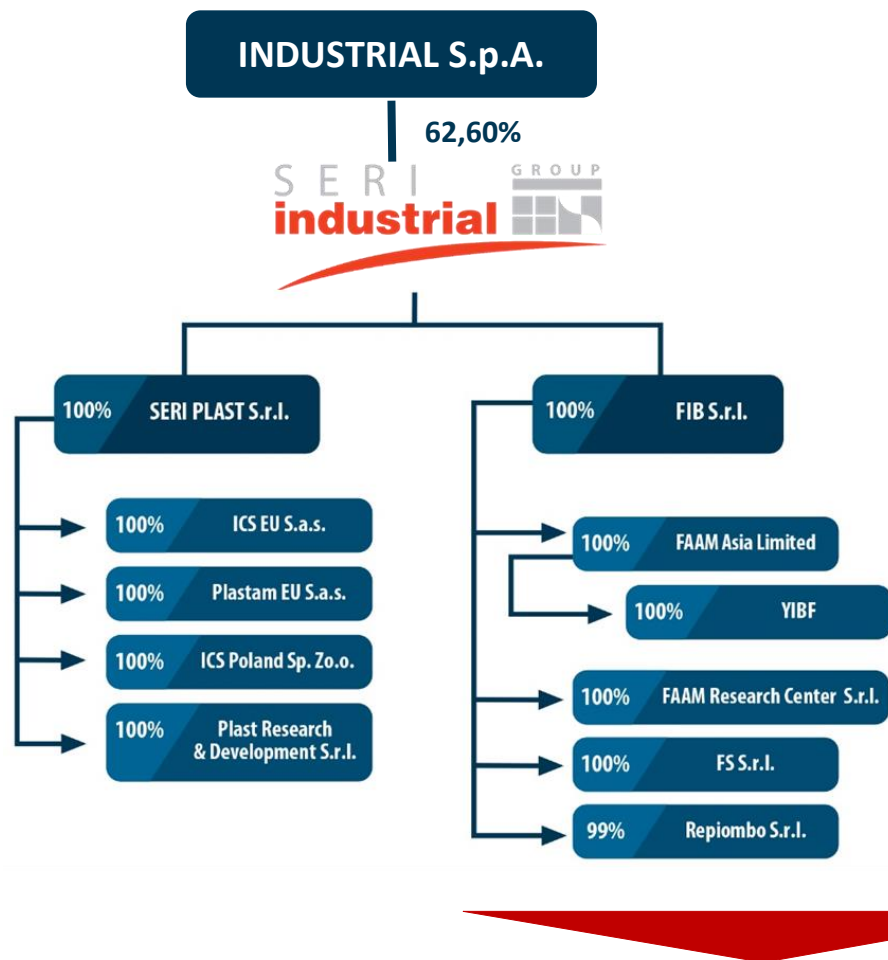 INDUSTRIAL S.p.A.
62,60%
SERI
GROUP
industrial
100% SERI PLAST S.r.l.
100% ICS EU S.a.s.
100% Plastam EU S.a.s.
100% ICS Poland Sp. Zo.o.
100% Plast Research
& Development S.r.l.
100% FIB S.r.l.
100% FAAM Asia Limited
100% YIBF
100% FAAM Research Center S.r.l.
100% FS S.r.l.
99% Repiombo S.r.l.